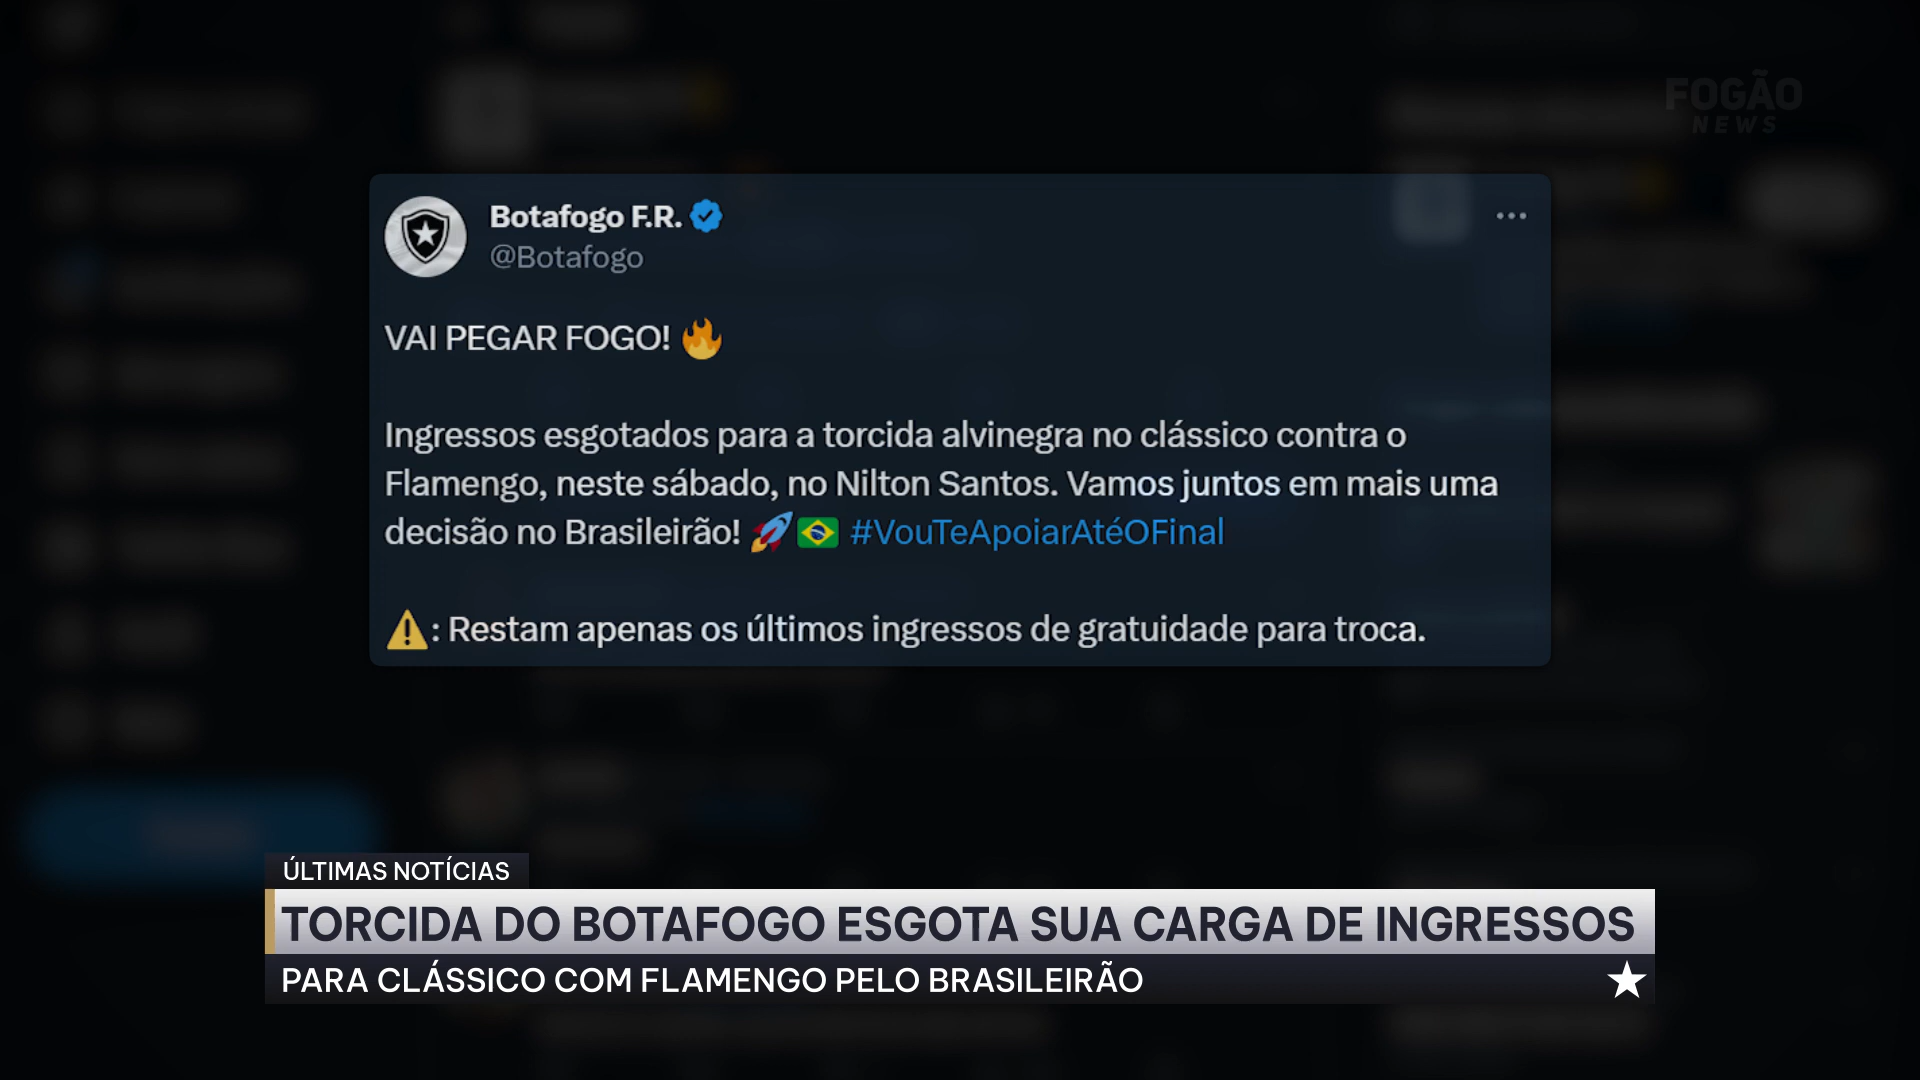 FOGÃO
NEWS
Botafogo F.R.
@Botafogo
VAI PEGAR FOGO! 🔥
Ingressos esgotados para a torcida alvinegra no clássico contra o
Flamengo, neste sábado, no Nilton Santos. Vamos juntos em mais uma
decisão no Brasileirão! 🚀🇧🇷 #VouTeApoiarAtéOFinal
⚠️: Restam apenas os últimos ingressos de gratuidade para troca.
ÚLTIMAS NOTÍCIAS
TORCIDA DO BOTAFOGO ESGOTA SUA CARGA DE INGRESSOS
PARA CLÁSSICO COM FLAMENGO PELO BRASILEIRÃO